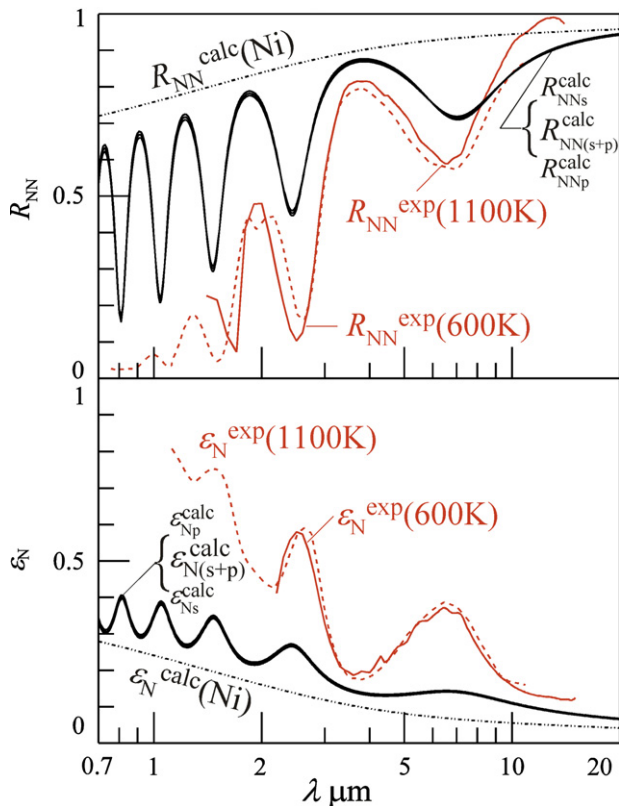 1
R_NN^calc(Ni)
R_NNs^calc
R_NN(s+p)^calc
R_NNp^calc
R_NN
0.5
R_NN^exp(1100K)
R_NN^exp(600K)
0
1
ε_N^exp(1100K)
ε_N^exp(600K)
ε_Np^calc
ε_N(s+p)^calc
ε_Ns^calc
ε_N
0.5
ε_N^calc(Ni)
0
0.7 1 2 5 10 20
λ μm